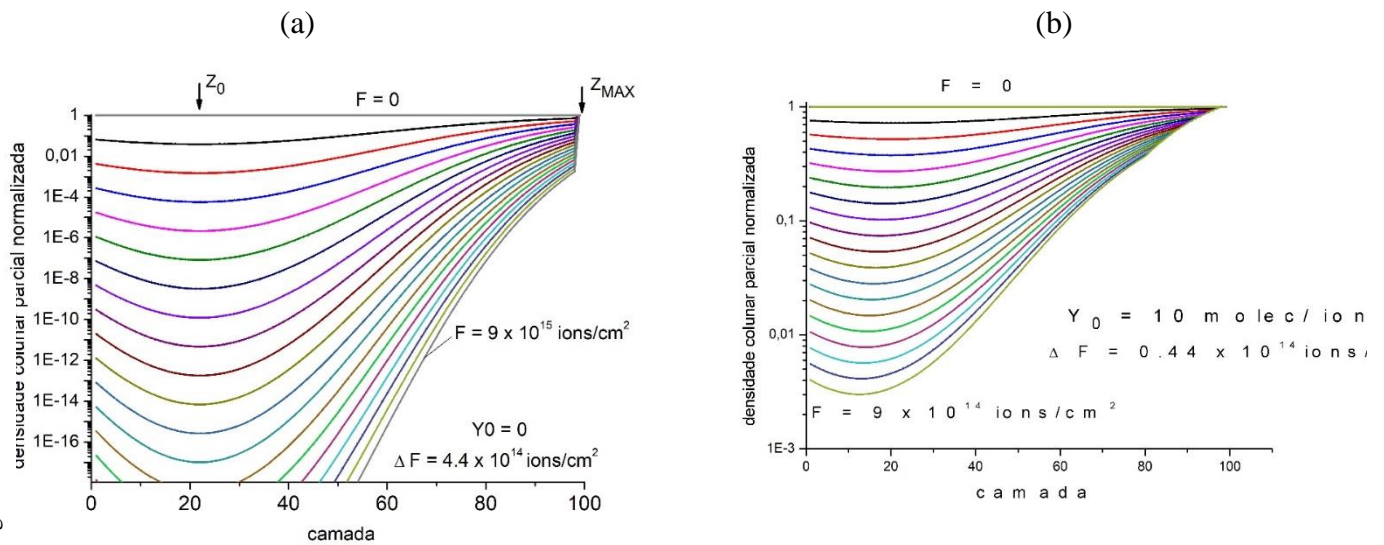 (a)
Z0
F = 0
ZMAX
densidade colunar parcial normalizada
1
0,01
1E-4
1E-6
1E-8
1E-10
1E-12
1E-14
1E-16
F = 9 x 10^15 ions/cm^2
Y0 = 0
Δ F = 4.4 x 10^14 ions/cm^2
0 20 40 60 80 100
camada
(b)
F = 0
densidade colunar parcial normalizada
1
0,1
0,01
1E-3
Y0 = 10 molec/ion
Δ F = 0.44 x 10^14 ions/
F = 9 x 10^14 ions/cm^2
0 20 40 60 80 100
camada